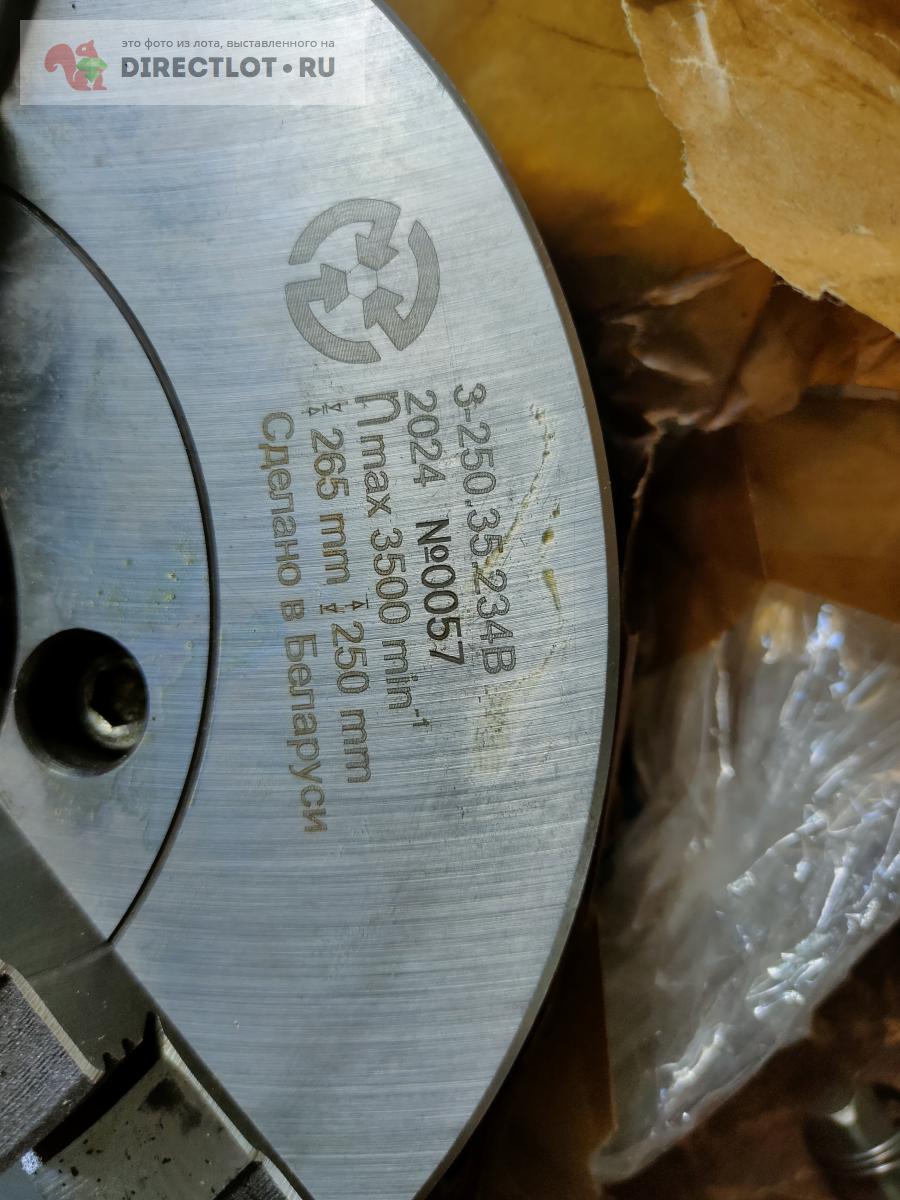 это фото из лота, выставленного на
DIRECTLOT•RU
3-250.35.234В
2024 №0057
n max 3500 min⁻¹
265 mm 250 mm
Сделано в Беларуси